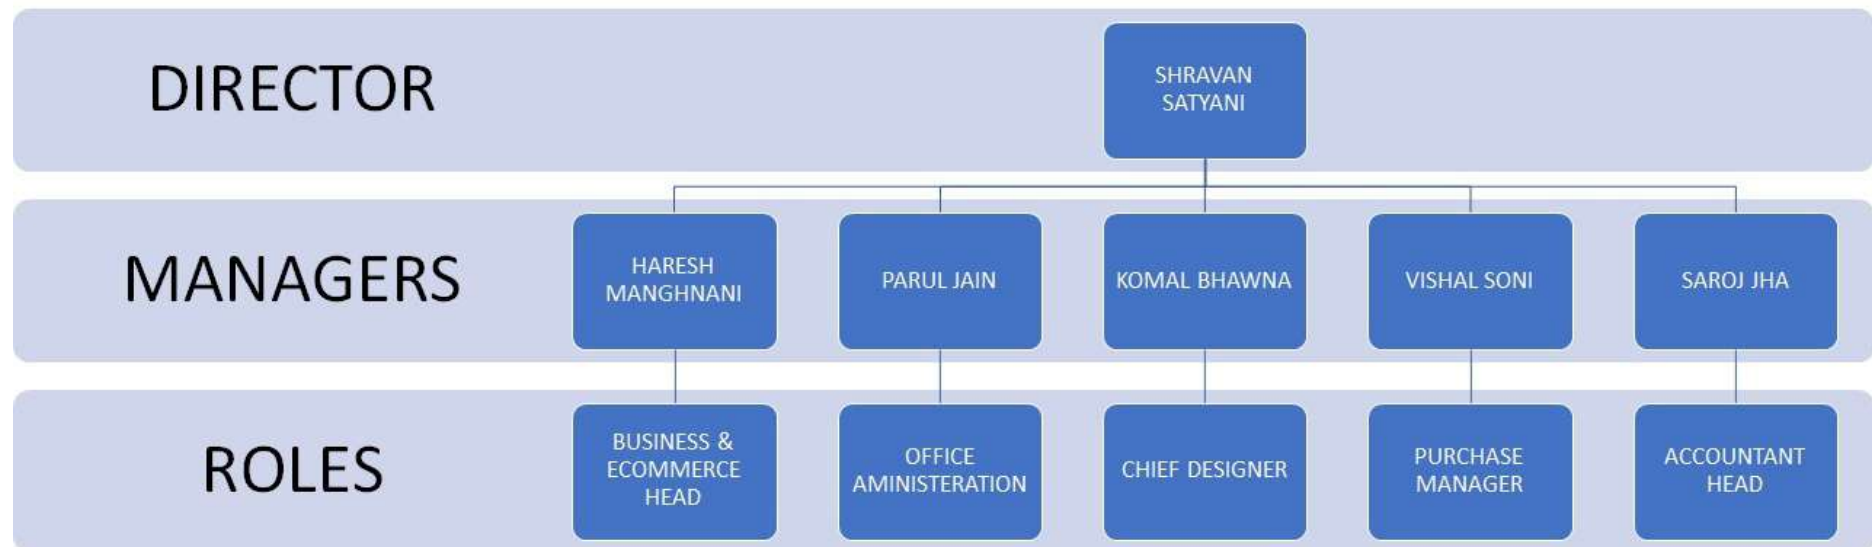 DIRECTOR
SHRAVAN
SATYANI
MANAGERS
HARESH
MANGHNANI
PARUL JAIN
KOMAL BHAWNA
VISHAL SONI
SAROJ JHA
ROLES
BUSINESS &
ECOMMERCE
HEAD
OFFICE
AMINISTERATION
CHIEF DESIGNER
PURCHASE
MANAGER
ACCOUNTANT
HEAD